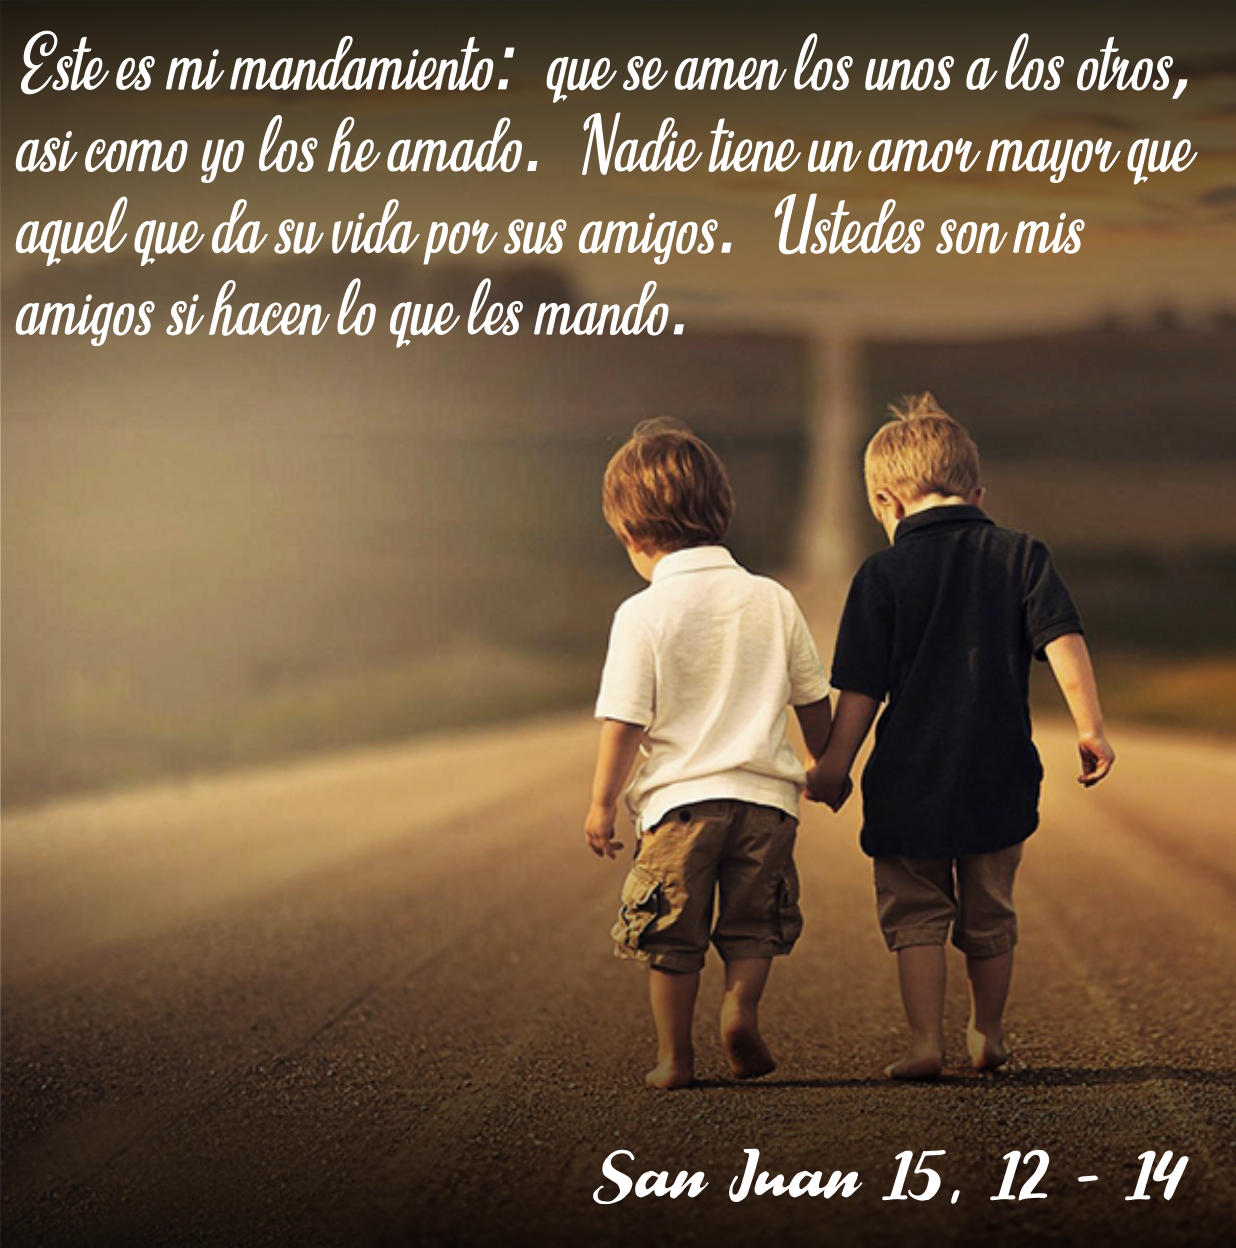 Este es mi mandamiento: que se amen los unos a los otros,
asi como yo los he amado. Nadie tiene un amor mayor que
aquel que da su vida por sus amigos. Ustedes son mis
amigos si hacen lo que les mando.
San Juan 15, 12 - 14